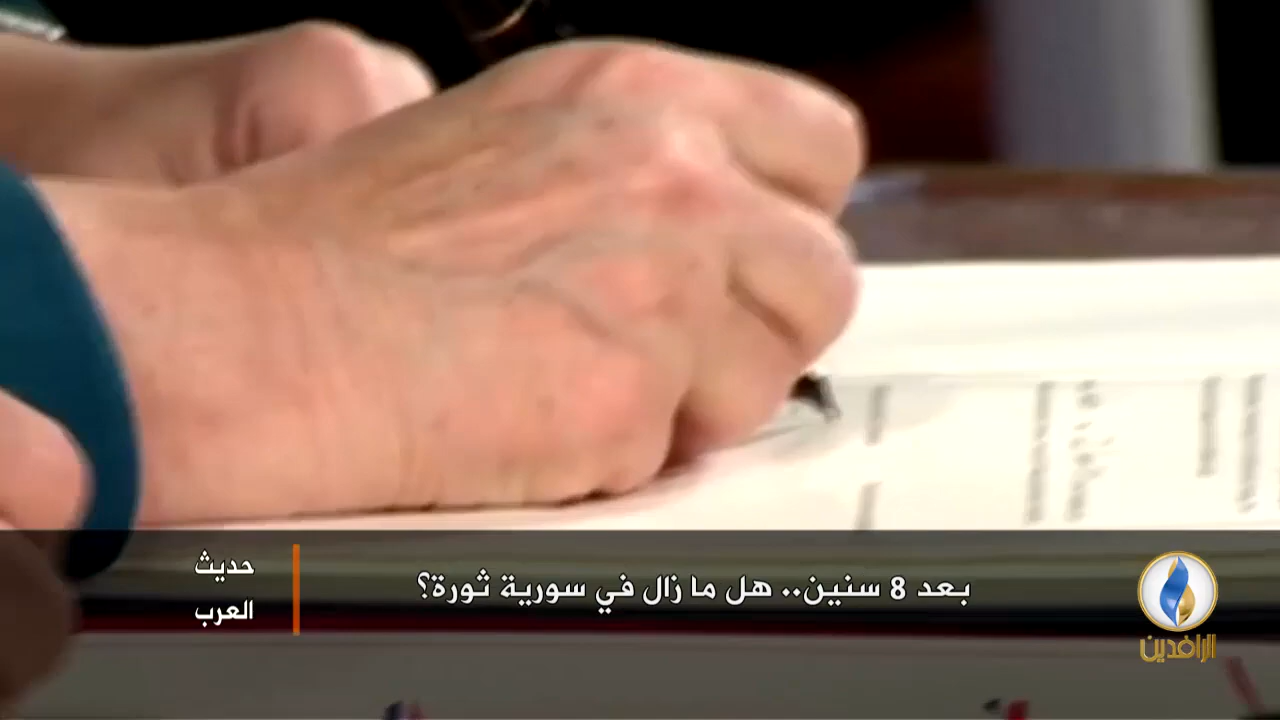 بعد 8 سنين.. هل ما زال في سورية ثورة؟
حديث
العرب
الرافدين